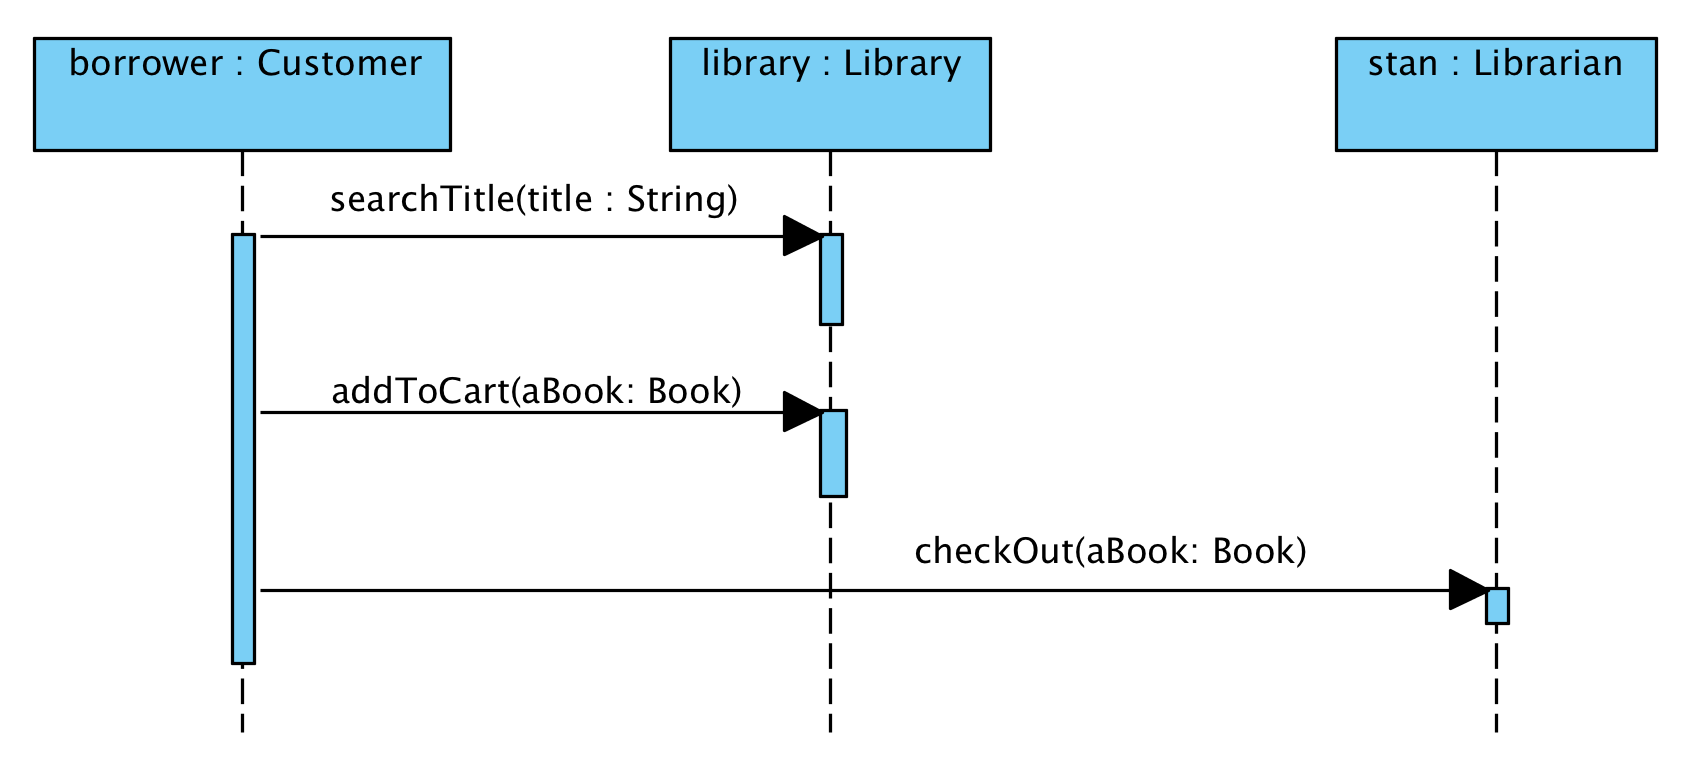 borrower : Customer
library : Library
stan : Librarian
searchTitle(title : String)
addToCart(aBook: Book)
checkOut(aBook: Book)